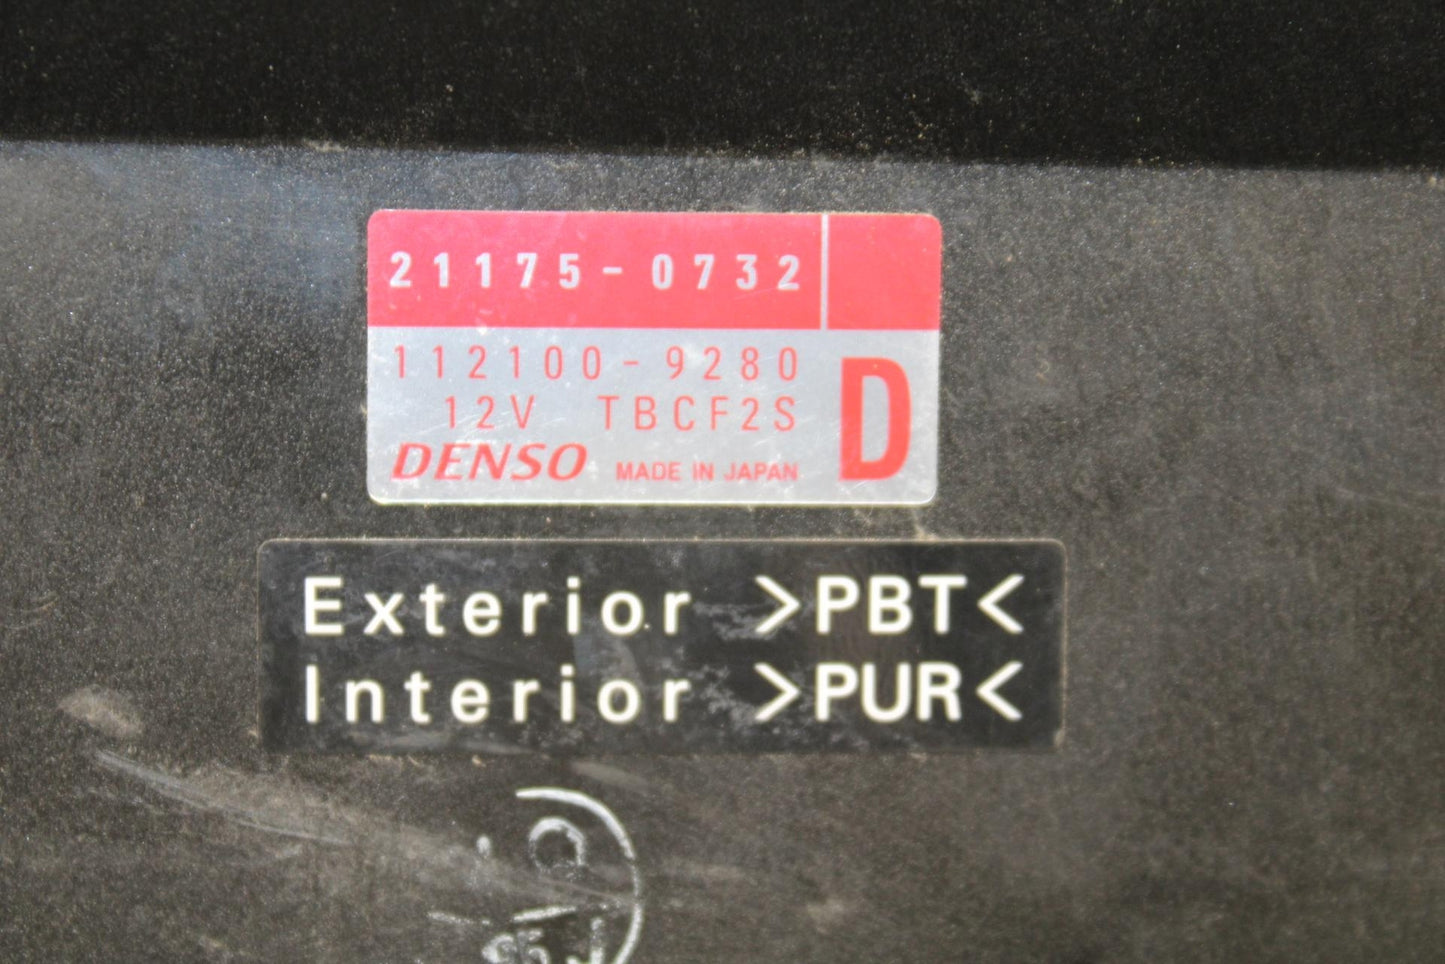 21175-0732
112100-9280
12V TBCF2S
D
DENSO MADE IN JAPAN
Exterior >PBT<
Interior >PUR<